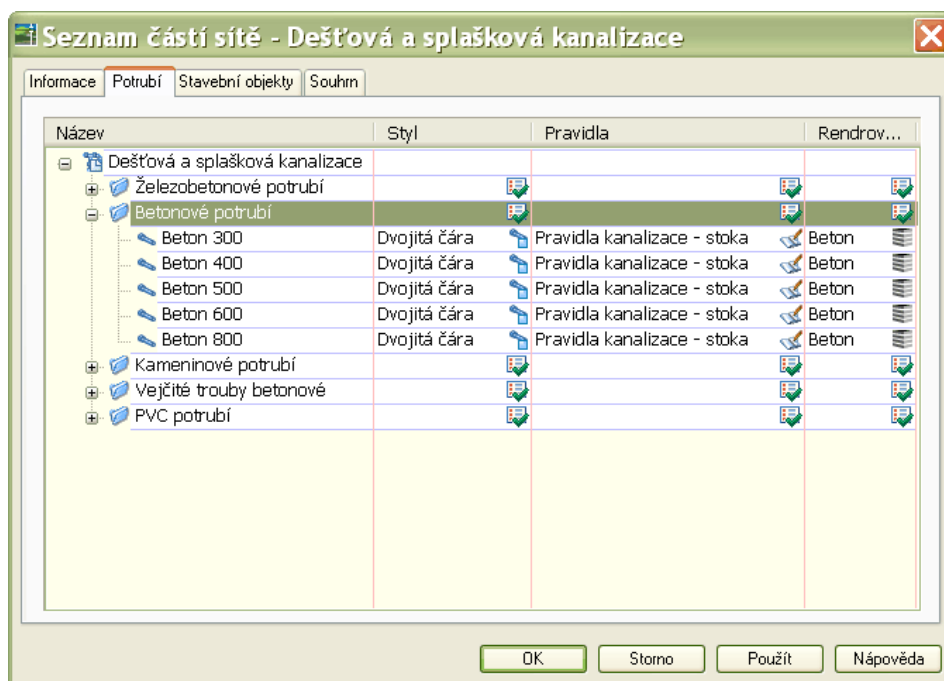 Seznam částí sítě - Dešťová a splašková kanalizace
Informace Potrubí Stavební objekty Souhrn
Název Styl Pravidla Rendrov...
Dešťová a splašková kanalizace
Železobetonové potrubí
Betonové potrubí
Beton 300 Dvojitá čára Pravidla kanalizace - stoka Beton
Beton 400 Dvojitá čára Pravidla kanalizace - stoka Beton
Beton 500 Dvojitá čára Pravidla kanalizace - stoka Beton
Beton 600 Dvojitá čára Pravidla kanalizace - stoka Beton
Beton 800 Dvojitá čára Pravidla kanalizace - stoka Beton
Kameninové potrubí
Vejčité trouby betonové
PVC potrubí
OK Storno Použít Nápověda